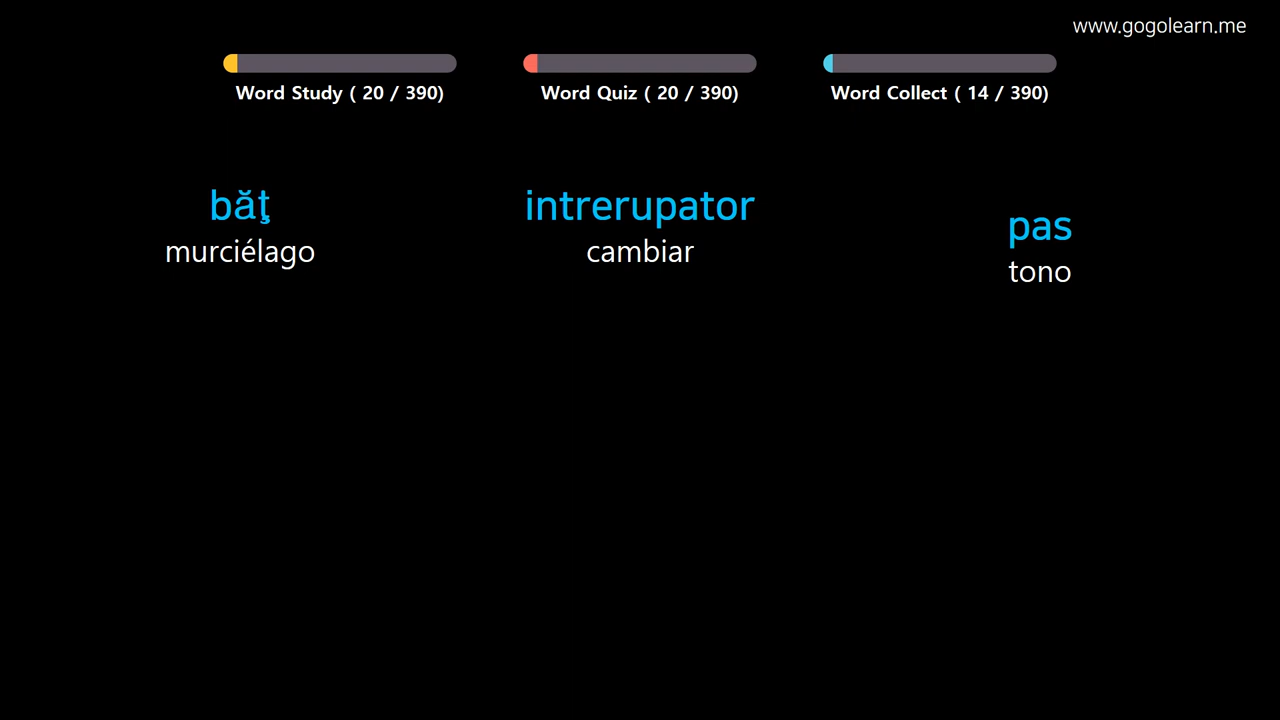 www.gogolearn.me
Word Study ( 20 / 390)
Word Quiz ( 20 / 390)
Word Collect ( 14 / 390)
băţ
murciélago
intrerupator
cambiar
pas
tono